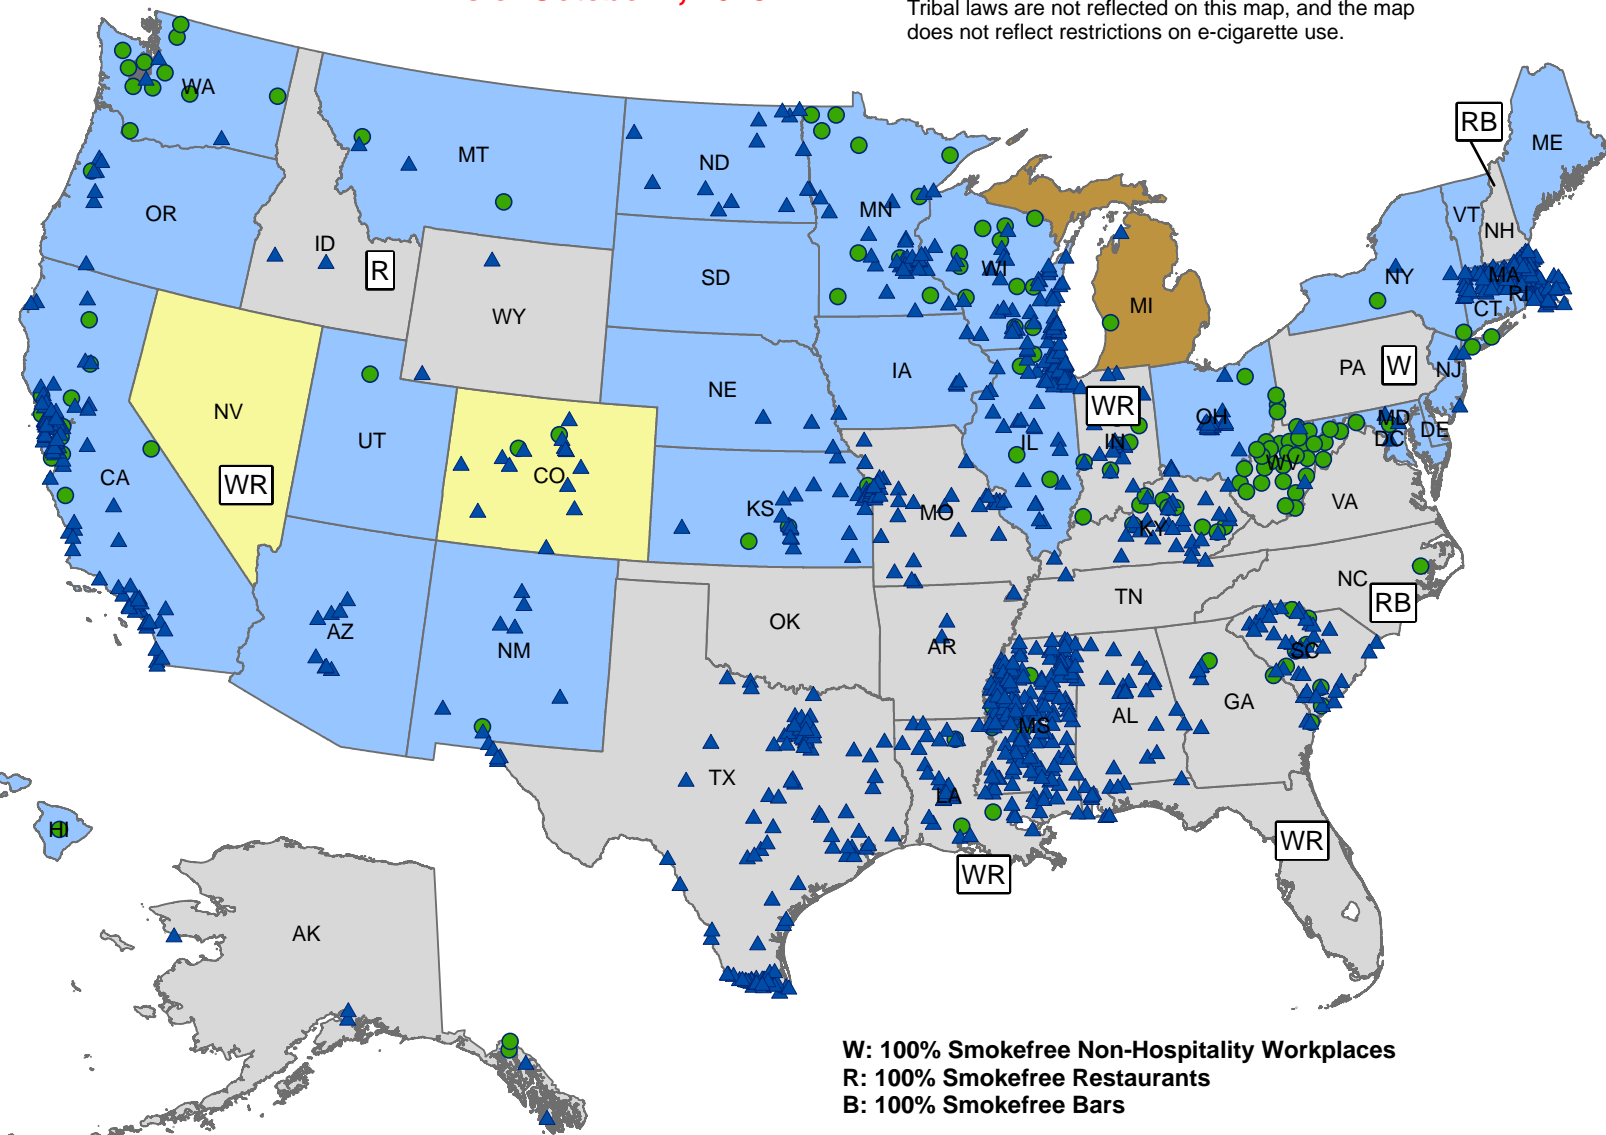 Tribal laws are not reflected on this map, and the map
does not reflect restrictions on e-cigarette use.
WA
MT
ND
MN
OR
ID
R
SD
WI
WY
MI
RB
ME
VT
NH
NY
MA
RI
CT
NV
WR
UT
CO
NE
IA
IL
WR
IN
OH
PA
W
NJ
MD
DC
DE
WV
VA
CA
KS
MO
KY
AZ
NM
OK
AR
TN
NC
RB
SC
TX
LA
MS
AL
GA
WR
WR
HI
AK
W: 100% Smokefree Non-Hospitality Workplaces
R: 100% Smokefree Restaurants
B: 100% Smokefree Bars